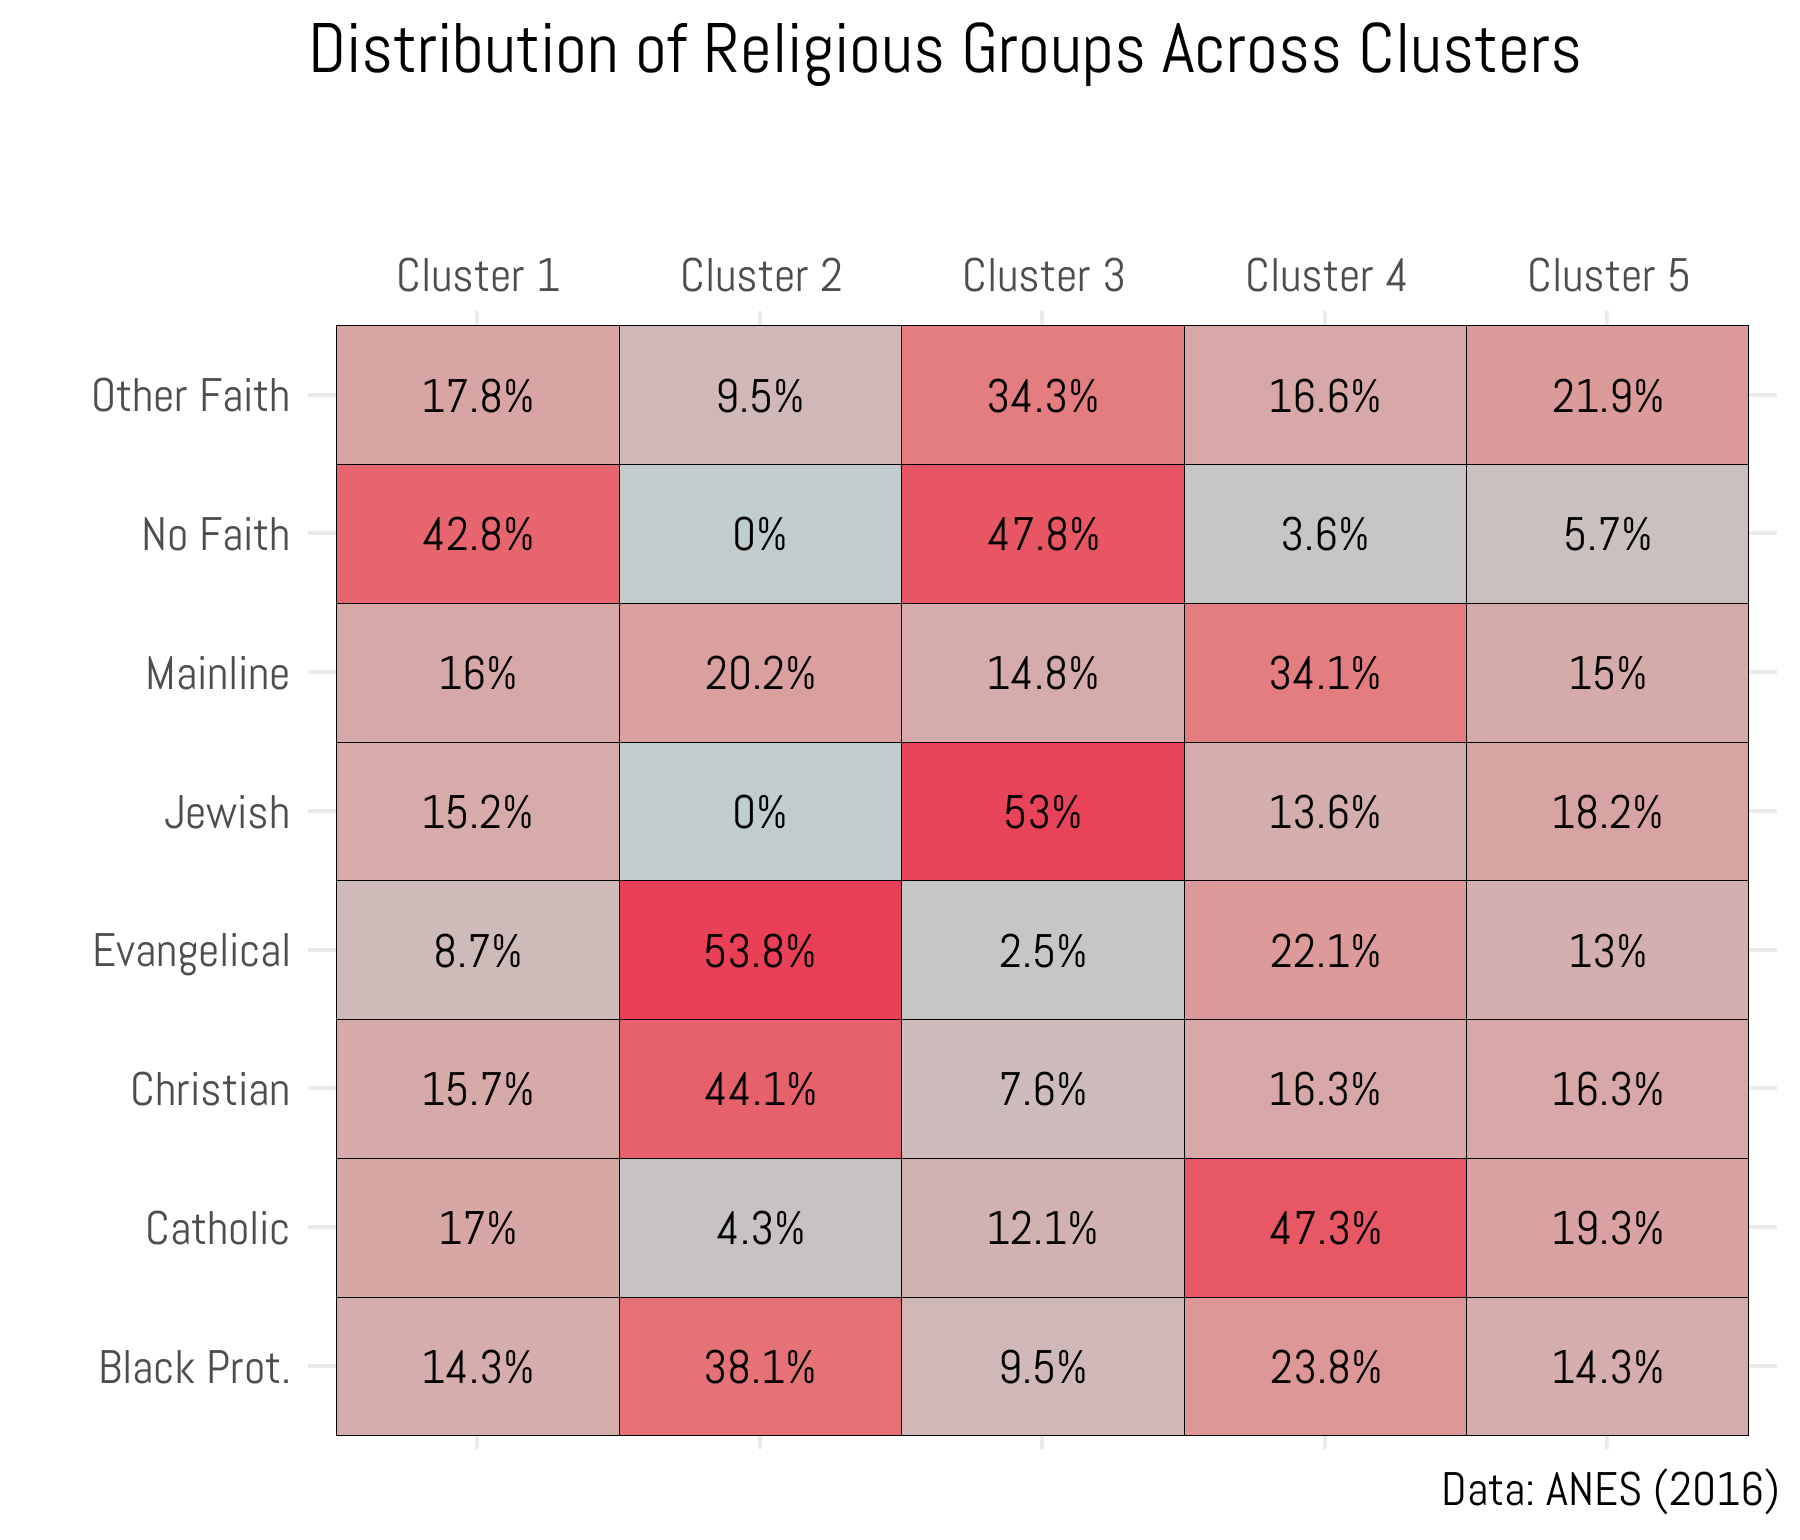 Distribution of Religious Groups Across Clusters
Cluster 1 Cluster 2 Cluster 3 Cluster 4 Cluster 5
Other Faith 17.8% 9.5% 34.3% 16.6% 21.9%
No Faith 42.8% 0% 47.8% 3.6% 5.7%
Mainline 16% 20.2% 14.8% 34.1% 15%
Jewish 15.2% 0% 53% 13.6% 18.2%
Evangelical 8.7% 53.8% 2.5% 22.1% 13%
Christian 15.7% 44.1% 7.6% 16.3% 16.3%
Catholic 17% 4.3% 12.1% 47.3% 19.3%
Black Prot. 14.3% 38.1% 9.5% 23.8% 14.3%
Data: ANES (2016)